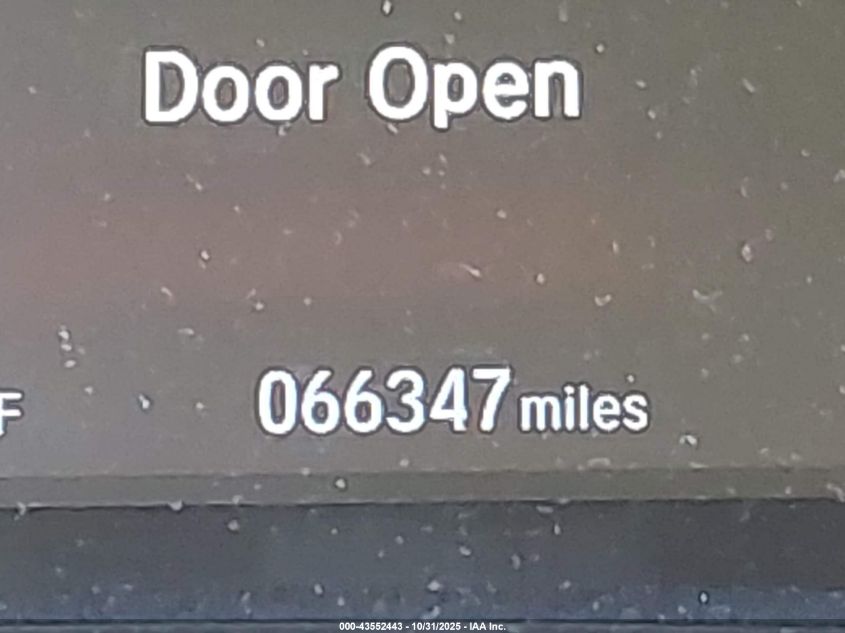 Door Open
F
066347 miles
000-43552443 - 10/31/2025 - IAA Inc.